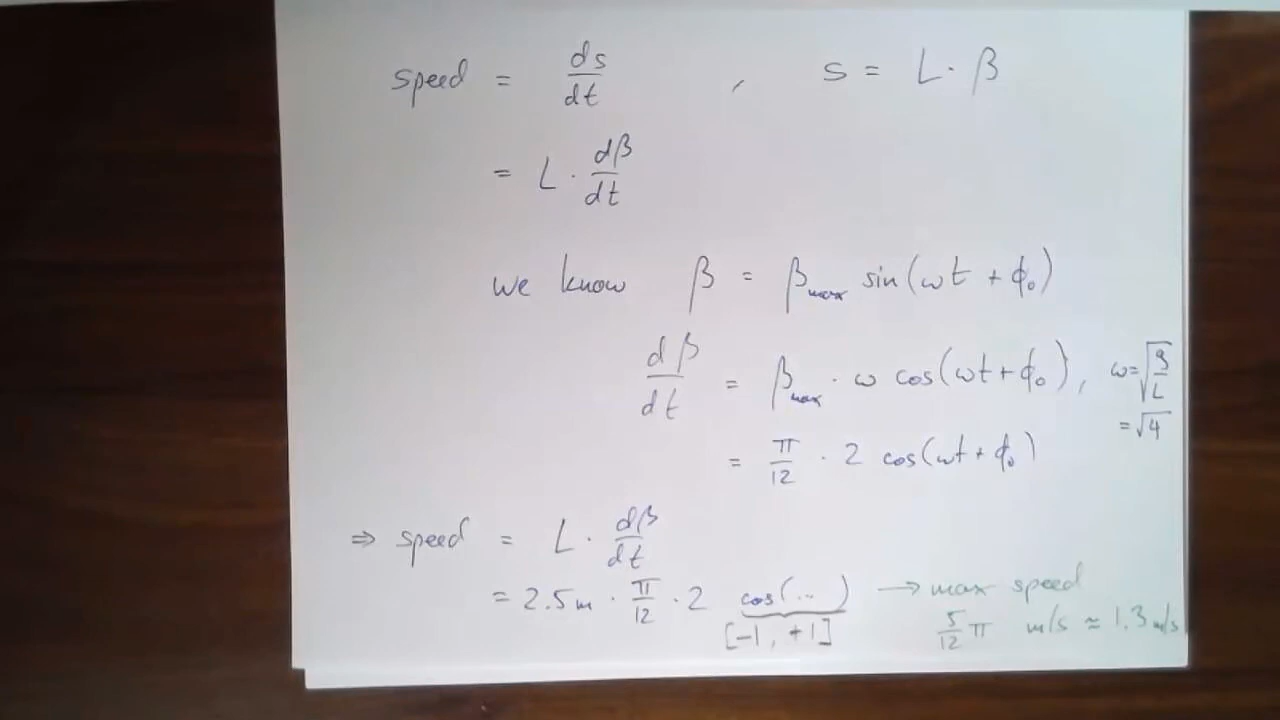 speed = ds/dt , s = L · β
= L · dβ/dt
we know β = βmax sin(ωt + ϕ₀)
dβ/dt = βmax · ω cos(ωt + ϕ₀), ω = √(g/L)
= √4
= π/12 · 2 cos(ωt + ϕ₀)
⇒ speed = L · dβ/dt
= 2.5m · π/12 · 2 cos(...) → max speed
[-1, +1] 5/12 π m/s ≈ 1.3 m/s